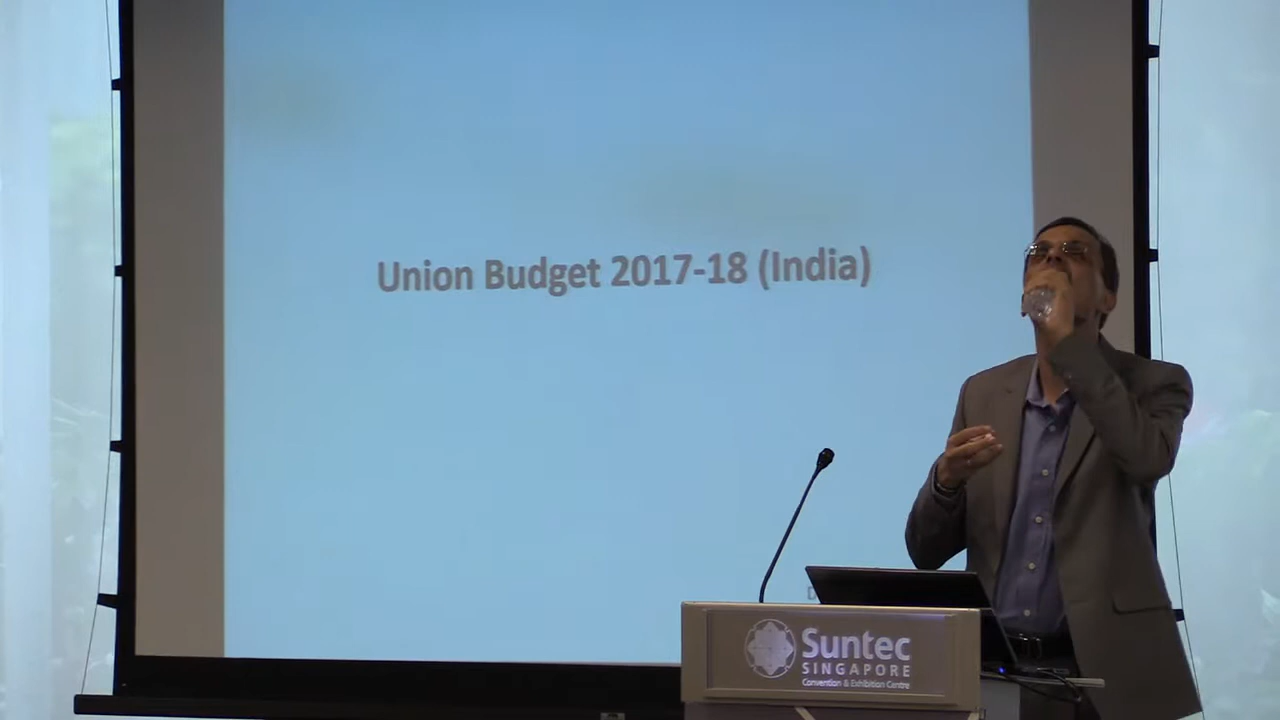 Union Budget 2017-18 (India)
Suntec
SINGAPORE
Convention & Exhibition Centre